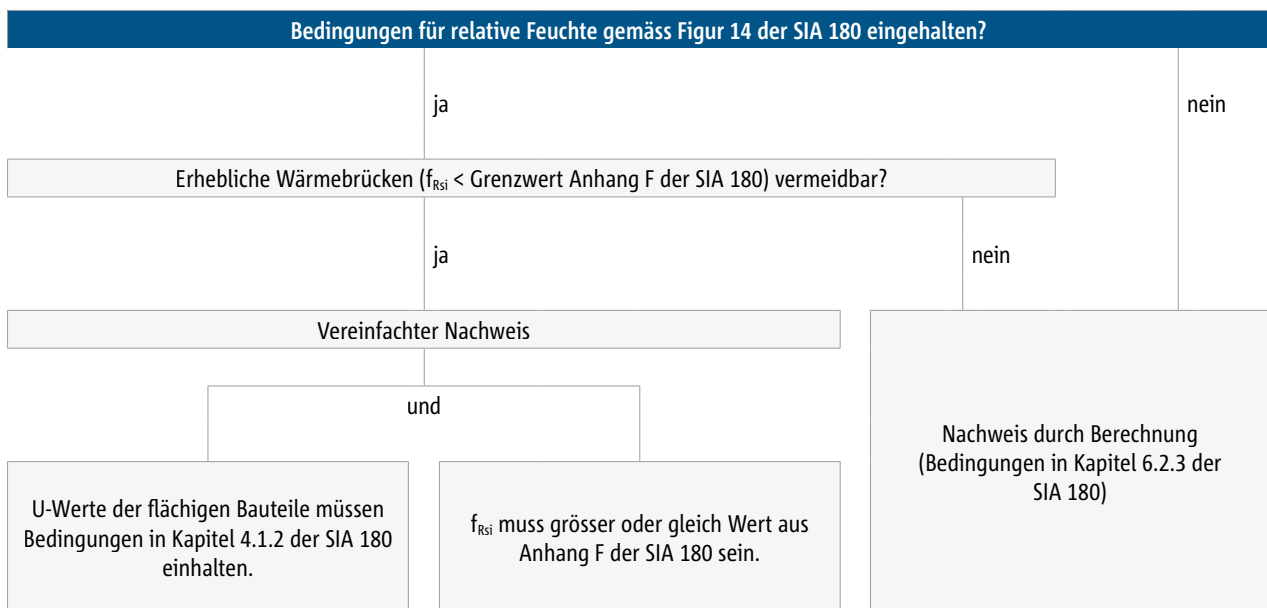 Bedingungen für relative Feuchte gemäss Figur 14 der SIA 180 eingehalten?
ja
nein
Erhebliche Wärmebrücken (fRsi < Grenzwert Anhang F der SIA 180) vermeidbar?
ja
nein
Vereinfachter Nachweis
und
U-Werte der flächigen Bauteile müssen
Bedingungen in Kapitel 4.1.2 der SIA 180
einhalten.
fRsi muss grösser oder gleich Wert aus
Anhang F der SIA 180 sein.
Nachweis durch Berechnung
(Bedingungen in Kapitel 6.2.3 der
SIA 180)